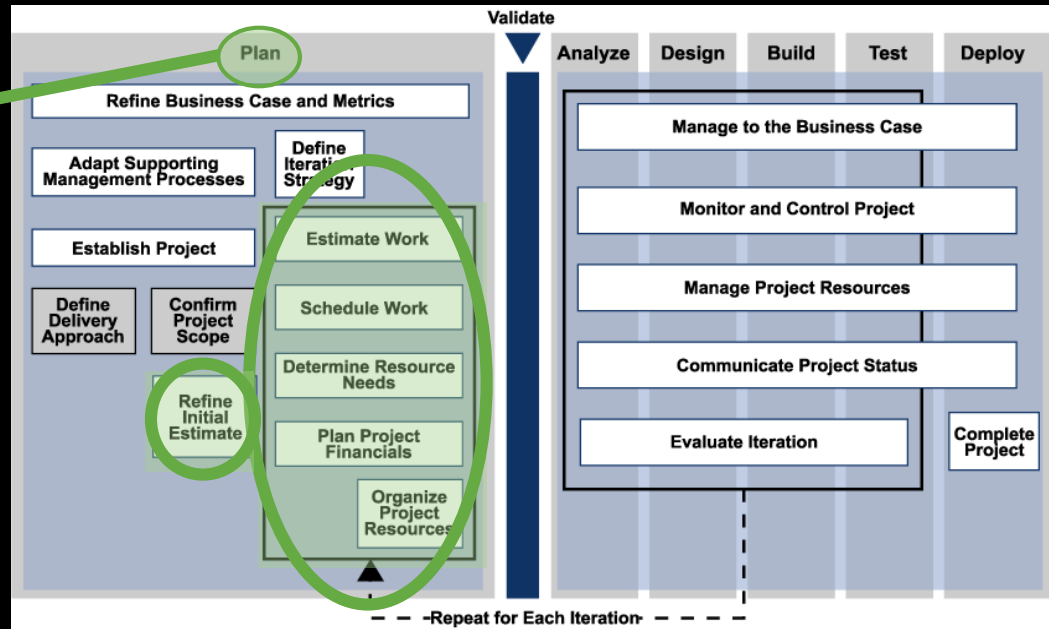 Validate
Plan
Analyze
Design
Build
Test
Deploy
Refine Business Case and Metrics
Adapt Supporting
Management Processes
Define
Iteration
Strategy
Establish Project
Define
Delivery
Approach
Confirm
Project
Scope
Refine
Initial
Estimate
Estimate Work
Schedule Work
Determine Resource
Needs
Plan Project
Financials
Organize
Project
Resources
Manage to the Business Case
Monitor and Control Project
Manage Project Resources
Communicate Project Status
Evaluate Iteration
Complete
Project
Repeat for Each Iteration